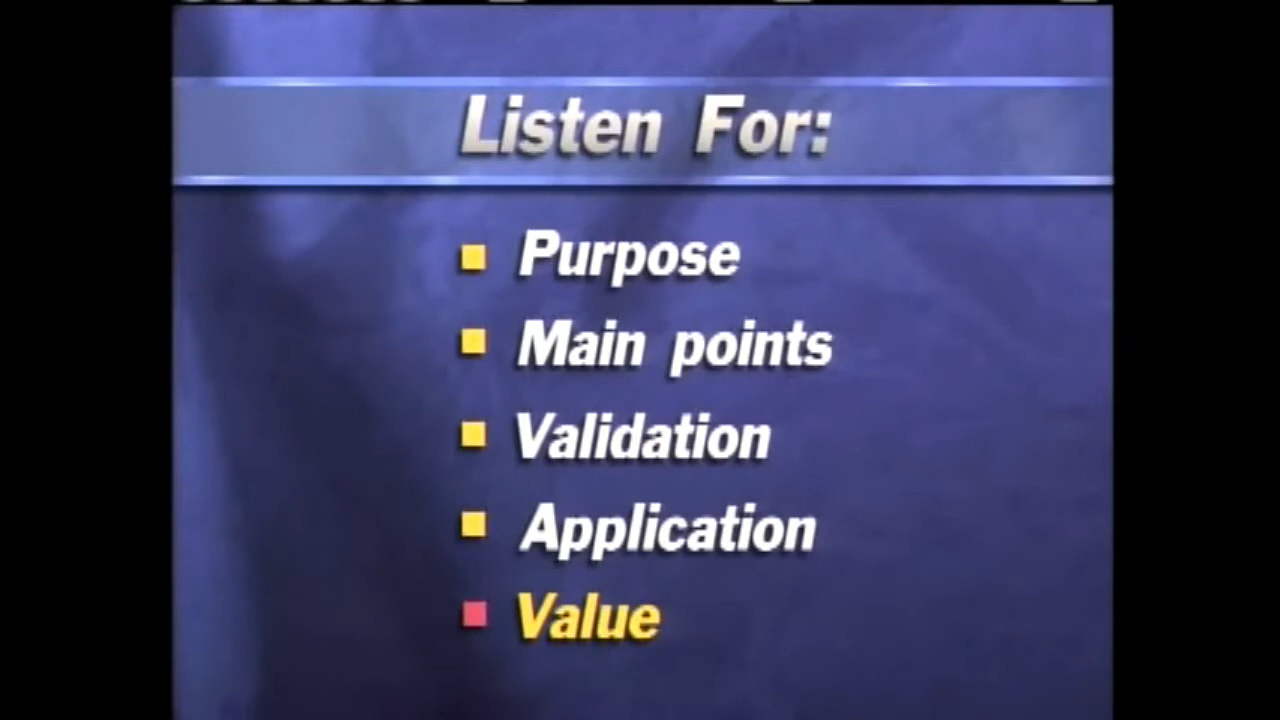 Listen For:
Purpose
Main points
Validation
Application
Value